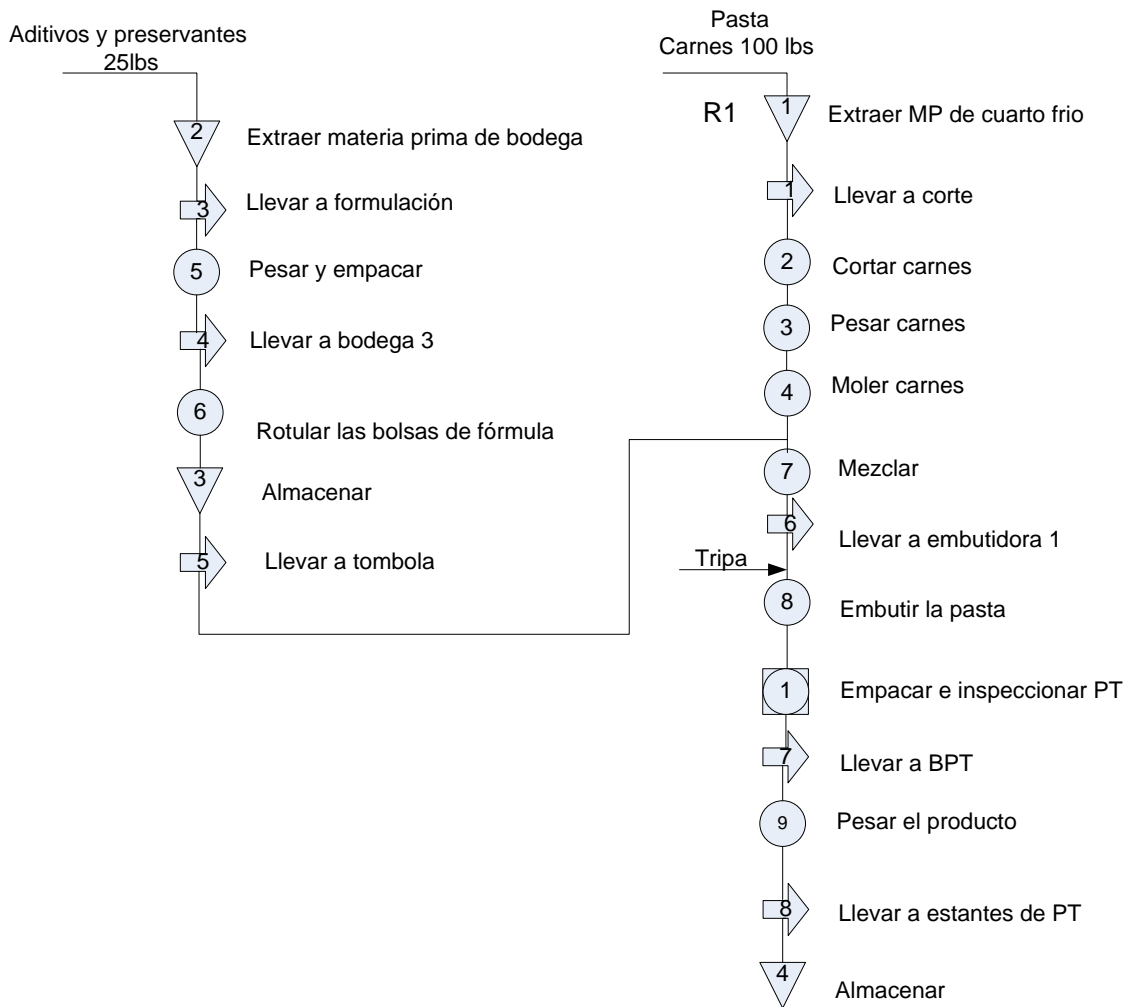 Aditivos y preservantes
25lbs
2
Extraer materia prima de bodega
3
Llevar a formulación
5
Pesar y empacar
4
Llevar a bodega 3
6
Rotular las bolsas de fórmula
3
Almacenar
5
Llevar a tombola
Pasta
Carnes 100 lbs
R1
1
Extraer MP de cuarto frio
1
Llevar a corte
2
Cortar carnes
3
Pesar carnes
4
Moler carnes
7
Mezclar
6
Llevar a embutidora 1
Tripa
8
Embutir la pasta
1
Empacar e inspeccionar PT
7
Llevar a BPT
9
Pesar el producto
8
Llevar a estantes de PT
4
Almacenar